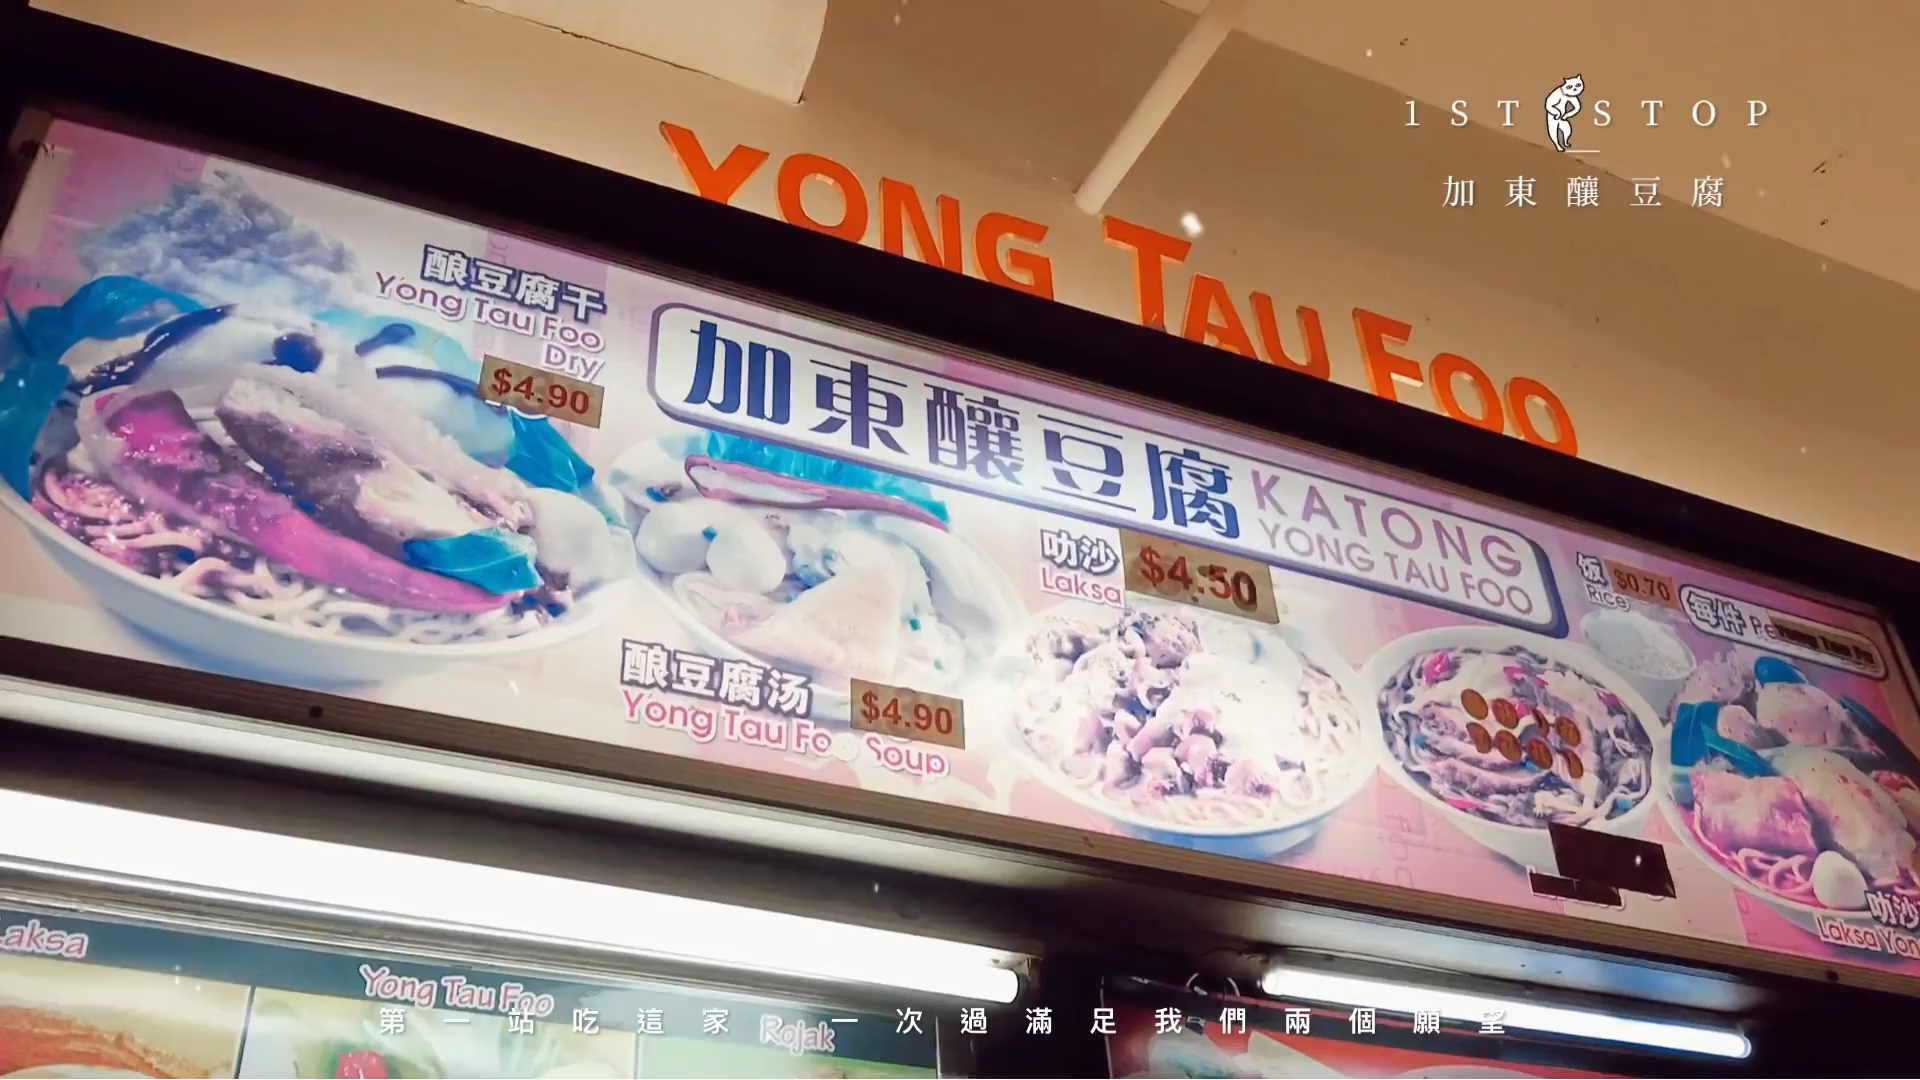 1ST STOP
加東釀豆腐
YONG TAU FOO
酿豆腐干
Yong Tau Foo
Dry
$4.90
加東釀豆腐
KATONG
YONG TAU FOO
叻沙
Laksa
$4.50
饭
Rice
$0.70
每件
酿豆腐汤
Yong Tau Foo Soup
$4.90
叻沙
Laksa Yon
Laksa
Yong Tau Foo
Rojak
第一站吃這家 一次過滿足我們兩個願望